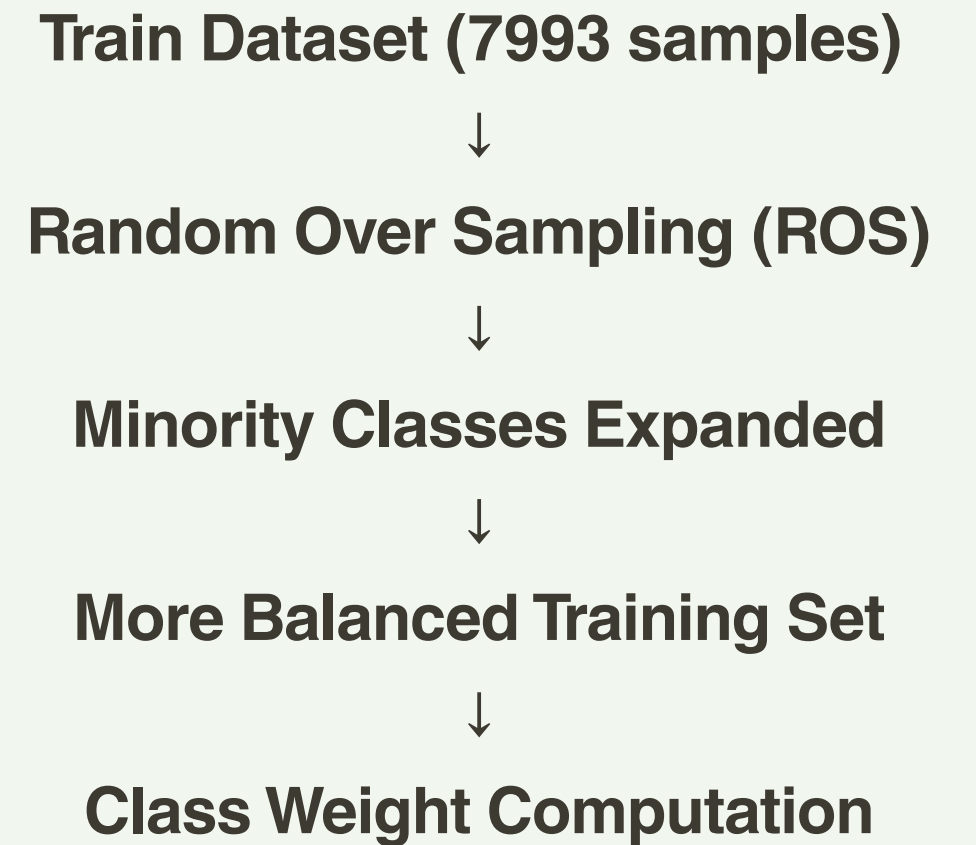 Train Dataset (7993 samples)
↓
Random Over Sampling (ROS)
↓
Minority Classes Expanded
↓
More Balanced Training Set
↓
Class Weight Computation